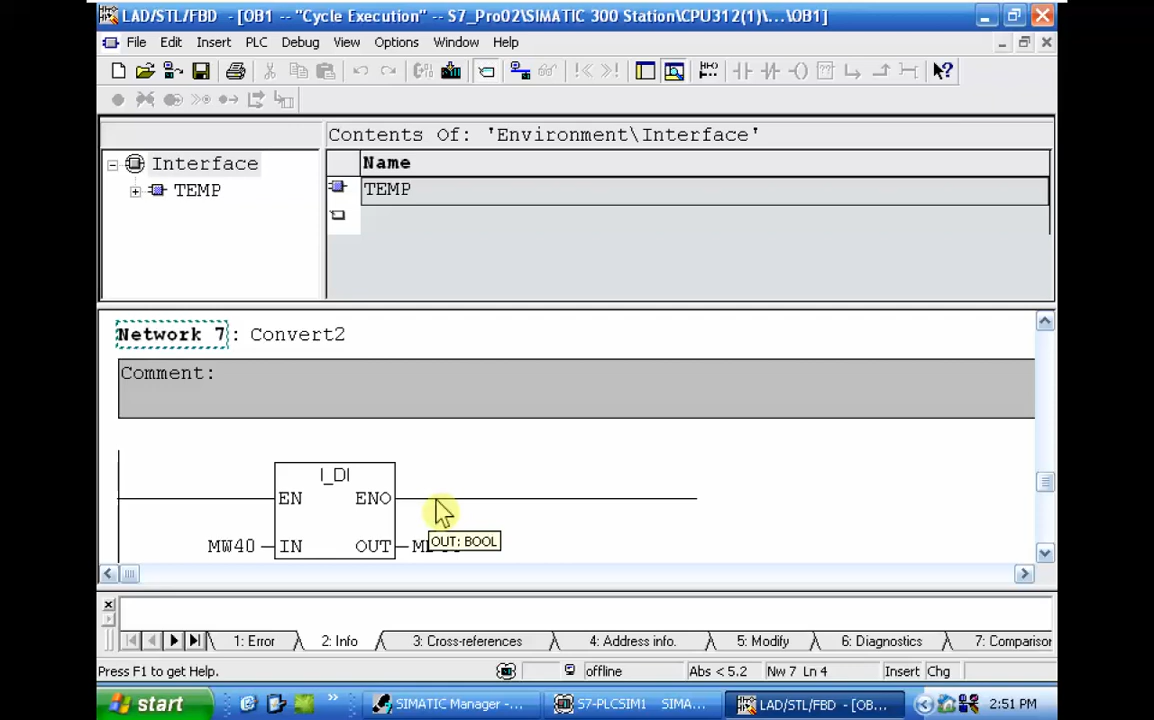 LAD/STL/FBD - [OB1 -- "Cycle Execution" -- S7_Pro02\SIMATIC 300 Station\CPU312(1)\...\OB1]
File Edit Insert PLC Debug View Options Window Help
Contents Of: 'Environment\Interface'
Interface
TEMP
Name
TEMP
Network 7: Convert2
Comment:
I_DI
EN ENO
OUT: BOOL
MW40 IN OUT
1: Error 2: Info 3: Cross-references 4: Address info. 5: Modify 6: Diagnostics 7: Comparison
Press F1 to get Help. offline Abs < 5.2 Nw 7 Ln 4 Insert Chg
start SIMATIC Manager -... S7-PLCSIM1 SIMA... LAD/STL/FBD - [OB... 2:51 PM